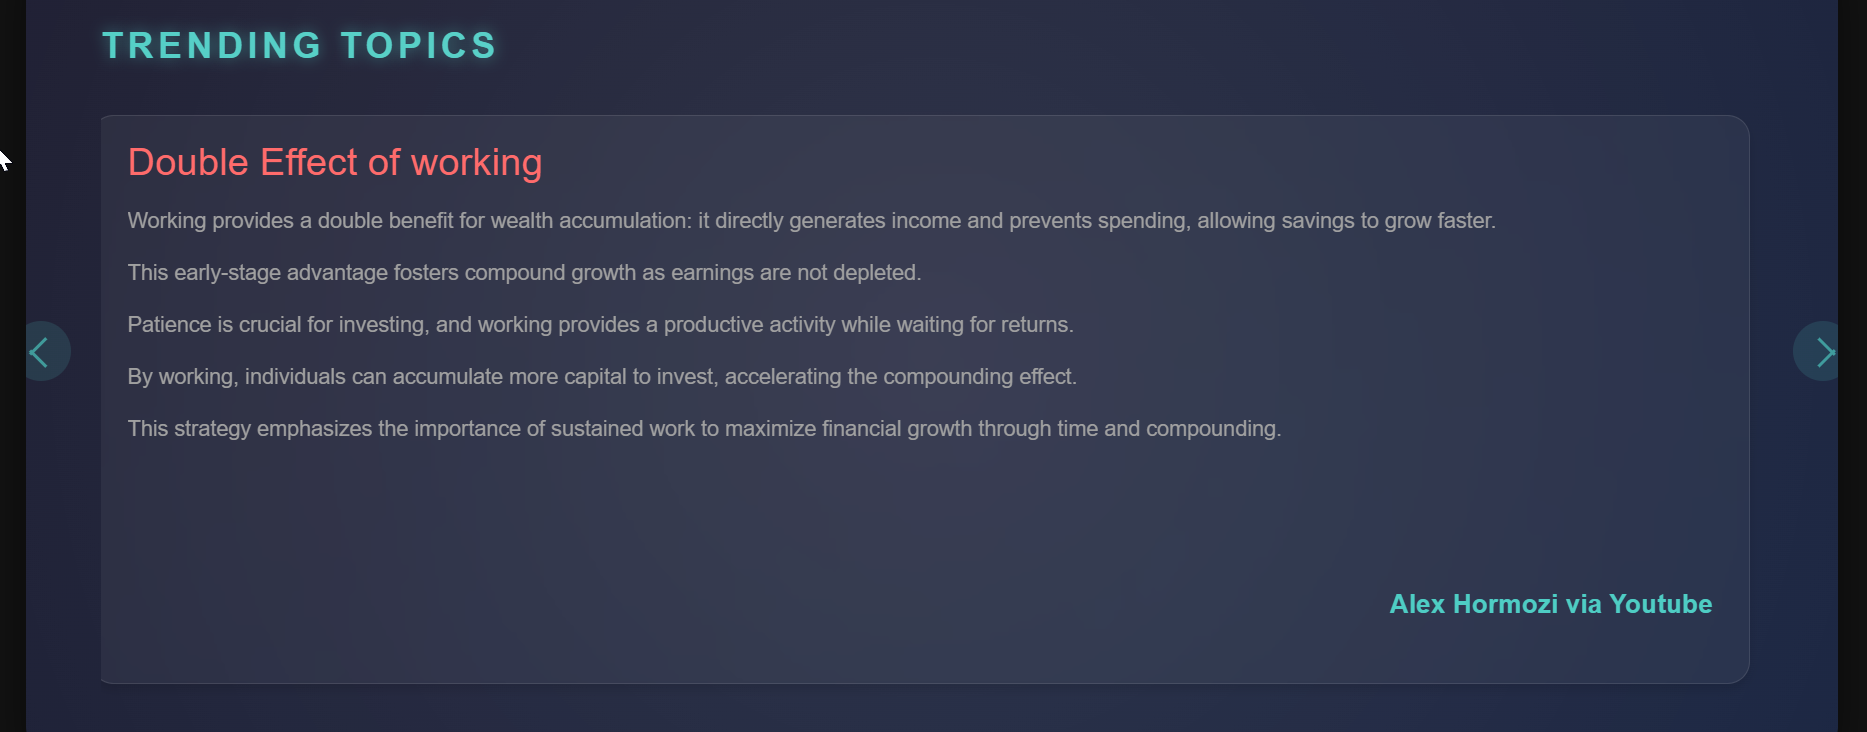 TRENDING TOPICS
Double Effect of working
Working provides a double benefit for wealth accumulation: it directly generates income and prevents spending, allowing savings to grow faster.
This early-stage advantage fosters compound growth as earnings are not depleted.
Patience is crucial for investing, and working provides a productive activity while waiting for returns.
By working, individuals can accumulate more capital to invest, accelerating the compounding effect.
This strategy emphasizes the importance of sustained work to maximize financial growth through time and compounding.
Alex Hormozi via Youtube